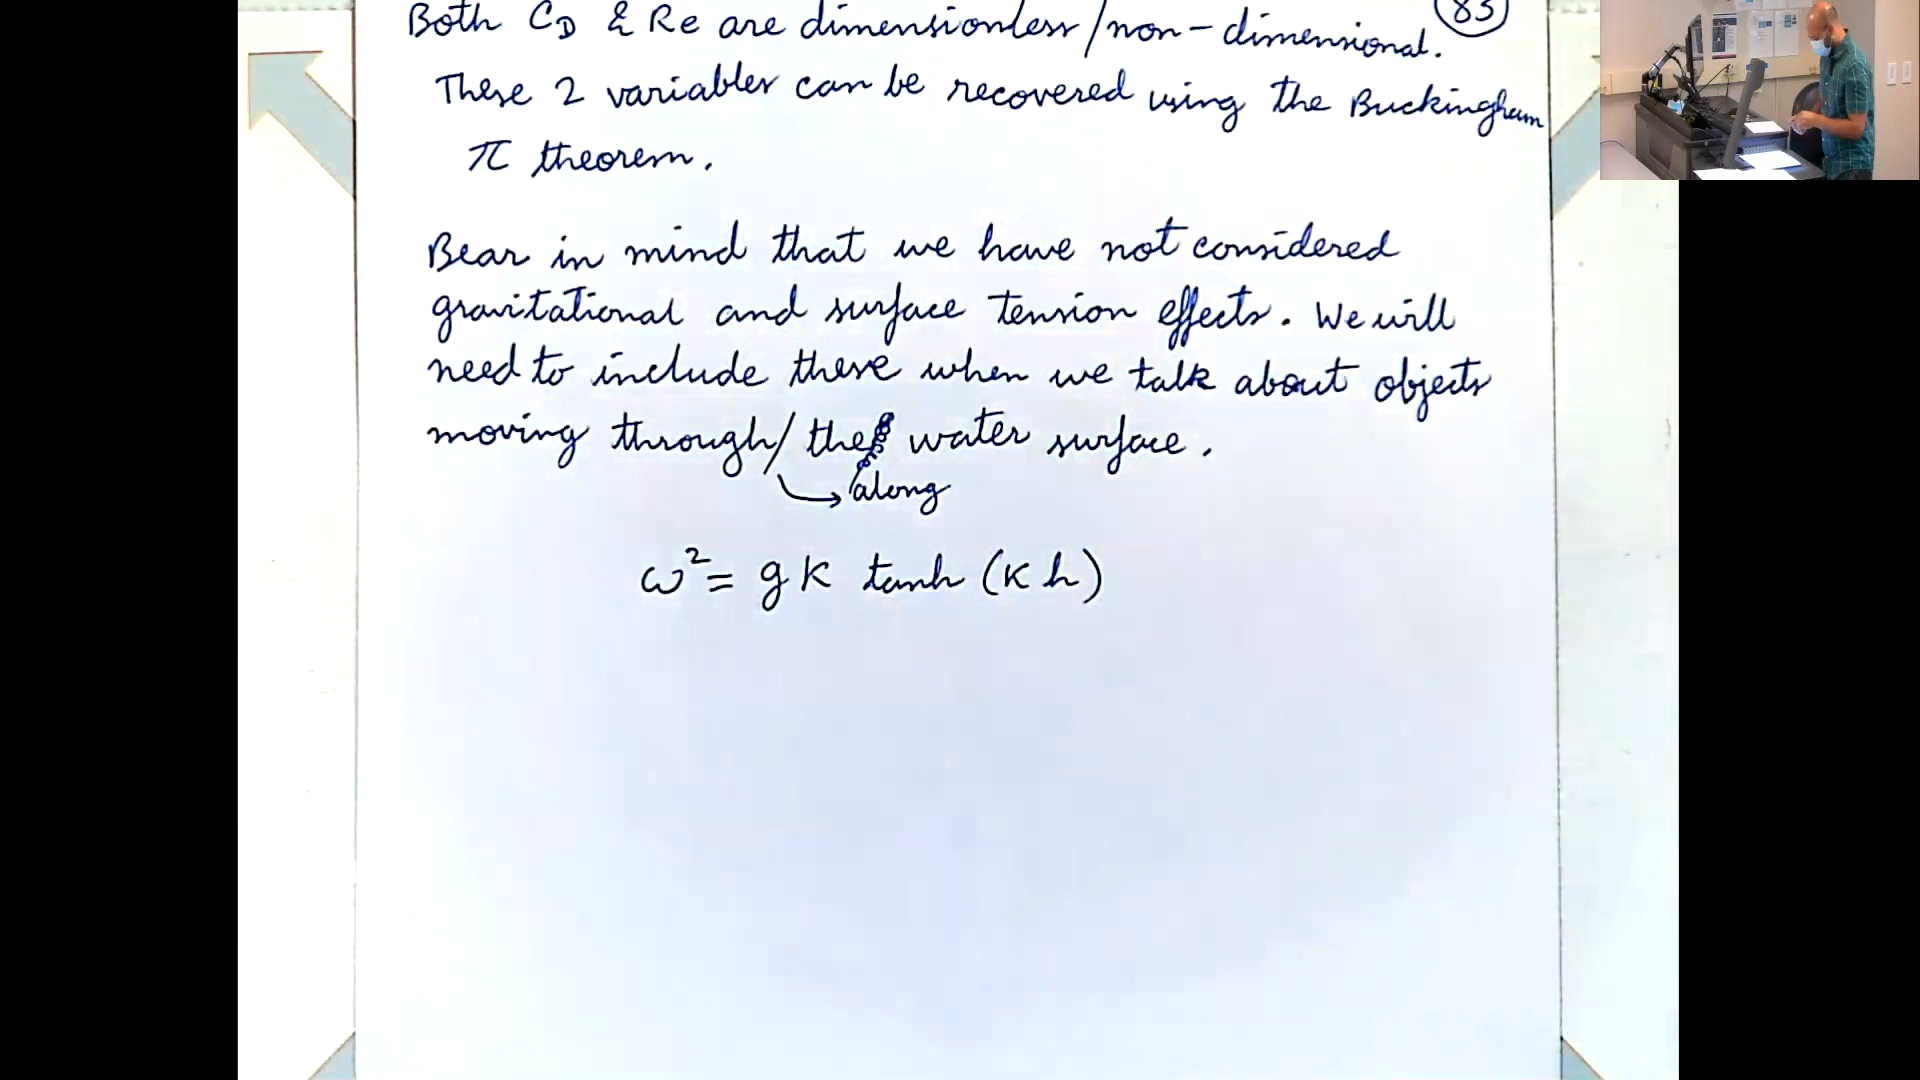 83
Both C_D & Re are dimensionless/non-dimensional.
These 2 variables can be recovered using the Buckingham
π theorem.
Bear in mind that we have not considered
gravitational and surface tension effects. We will
need to include these when we talk about objects
moving through/ the water surface.
along
ω² = g k tanh (k h)